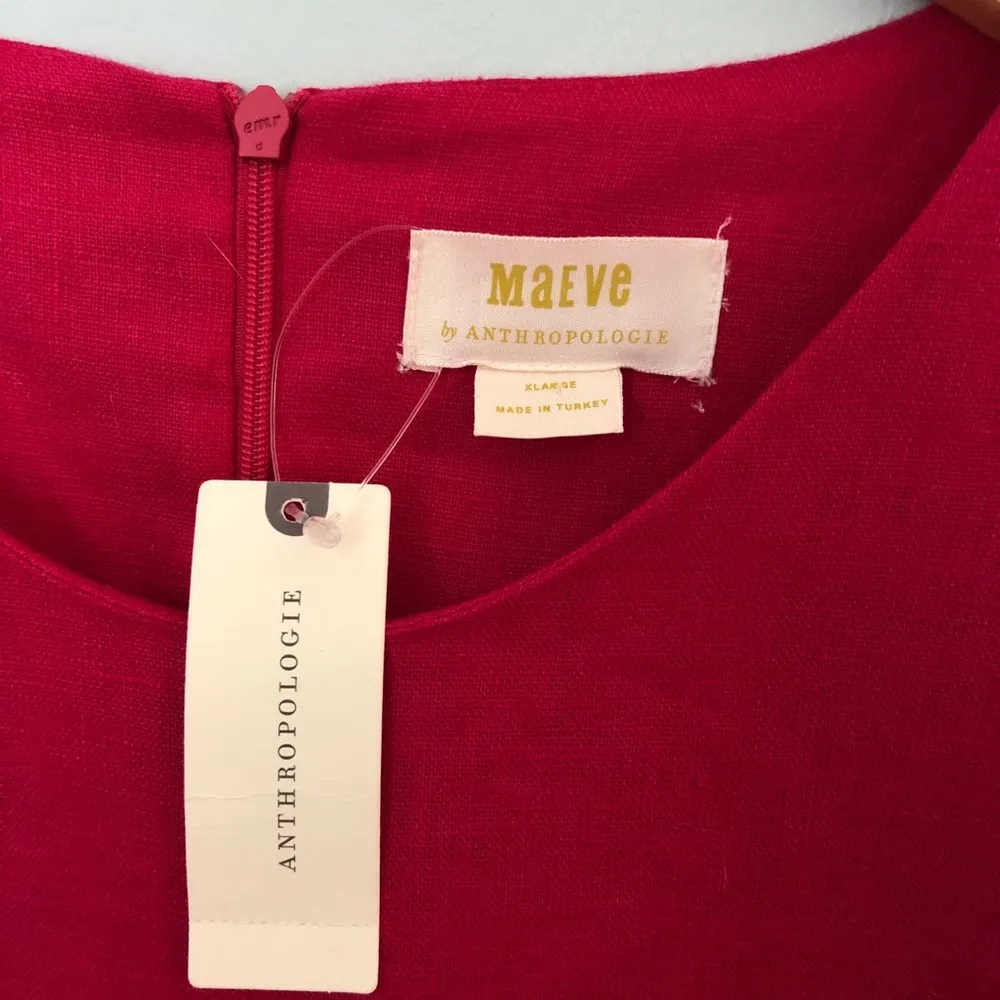 emr
d
MaEVe
by ANTHROPOLOGIE
XLARGE
MADE IN TURKEY
ANTHROPOLOGIE